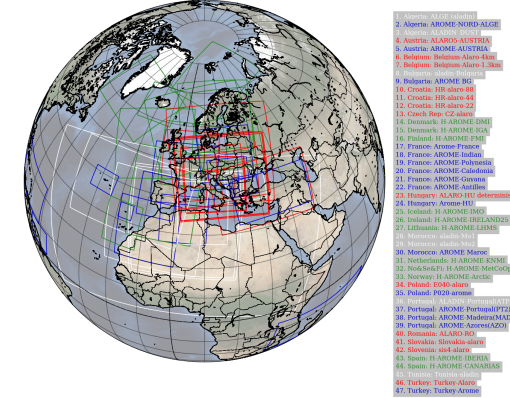 1. Algeria: ALGE (aladin)
2. Algeria: AROME-NORD-ALGE
3. Algeria: ALADIN_DUST
4. Austria: ALARO5-AUSTRIA
5. Austria: AROME-AUSTRIA
6. Belgium: Belgium-Alaro-4km
7. Belgium: Belgium-Alaro-1.3km
8. Bulgaria: aladin-Bulgaria
9. Bulgaria: AROME BG
10. Croatia: HR-alaro-88
11. Croatia: HR-alaro-44
12. Croatia: HR-alaro-22
13. Czech Rep: CZ-alaro
14. Denmark: H-AROME-DMI
15. Denmark: H-AROME-IGA
16. Finland: H-AROME-FMI
17. France: Arome-France
18. France: AROME-Indian
19. France: AROME-Polynesia
20. France: AROME-Caledonia
21. France: AROME-Guyana
22. France: AROME-Antilles
23. Hungary: ALARO-HU determinis
24. Hungary: Arome-HU
25. Iceland: H-AROME-IMO
26. Ireland: H-AROME-IRELAND25
27. Lithuania: H-AROME-LHMS
28. Morocco: aladin-Mo1
29. Morocco: aladin-Mo2
30. Morocco: AROME Maroc
31. Netherlands: H-AROME-KNMI
32. No&Se&Fi: H-AROME-MetCoOp
33. Norway: H-AROME-Arctic
34. Poland: E040-alaro
35. Poland: P020-arome
36. Portugal: ALADIN-Portugal(ATP
37. Portugal: AROME-Portugal(PT2)
38. Portugal: AROME-Madeira(MAD
39. Portugal: AROME-Azores(AZO)
40. Romania: ALARO-RO
41. Slovakia: Slovakia-alaro
42. Slovenia: sis4-alaro
43. Spain: H-AROME-IBERIA
44. Spain: H-AROME-CANARIAS
45. Tunisia: Tunisia-aladin
46. Turkey: Turkey-Alaro
47. Turkey: Turkey-Arome